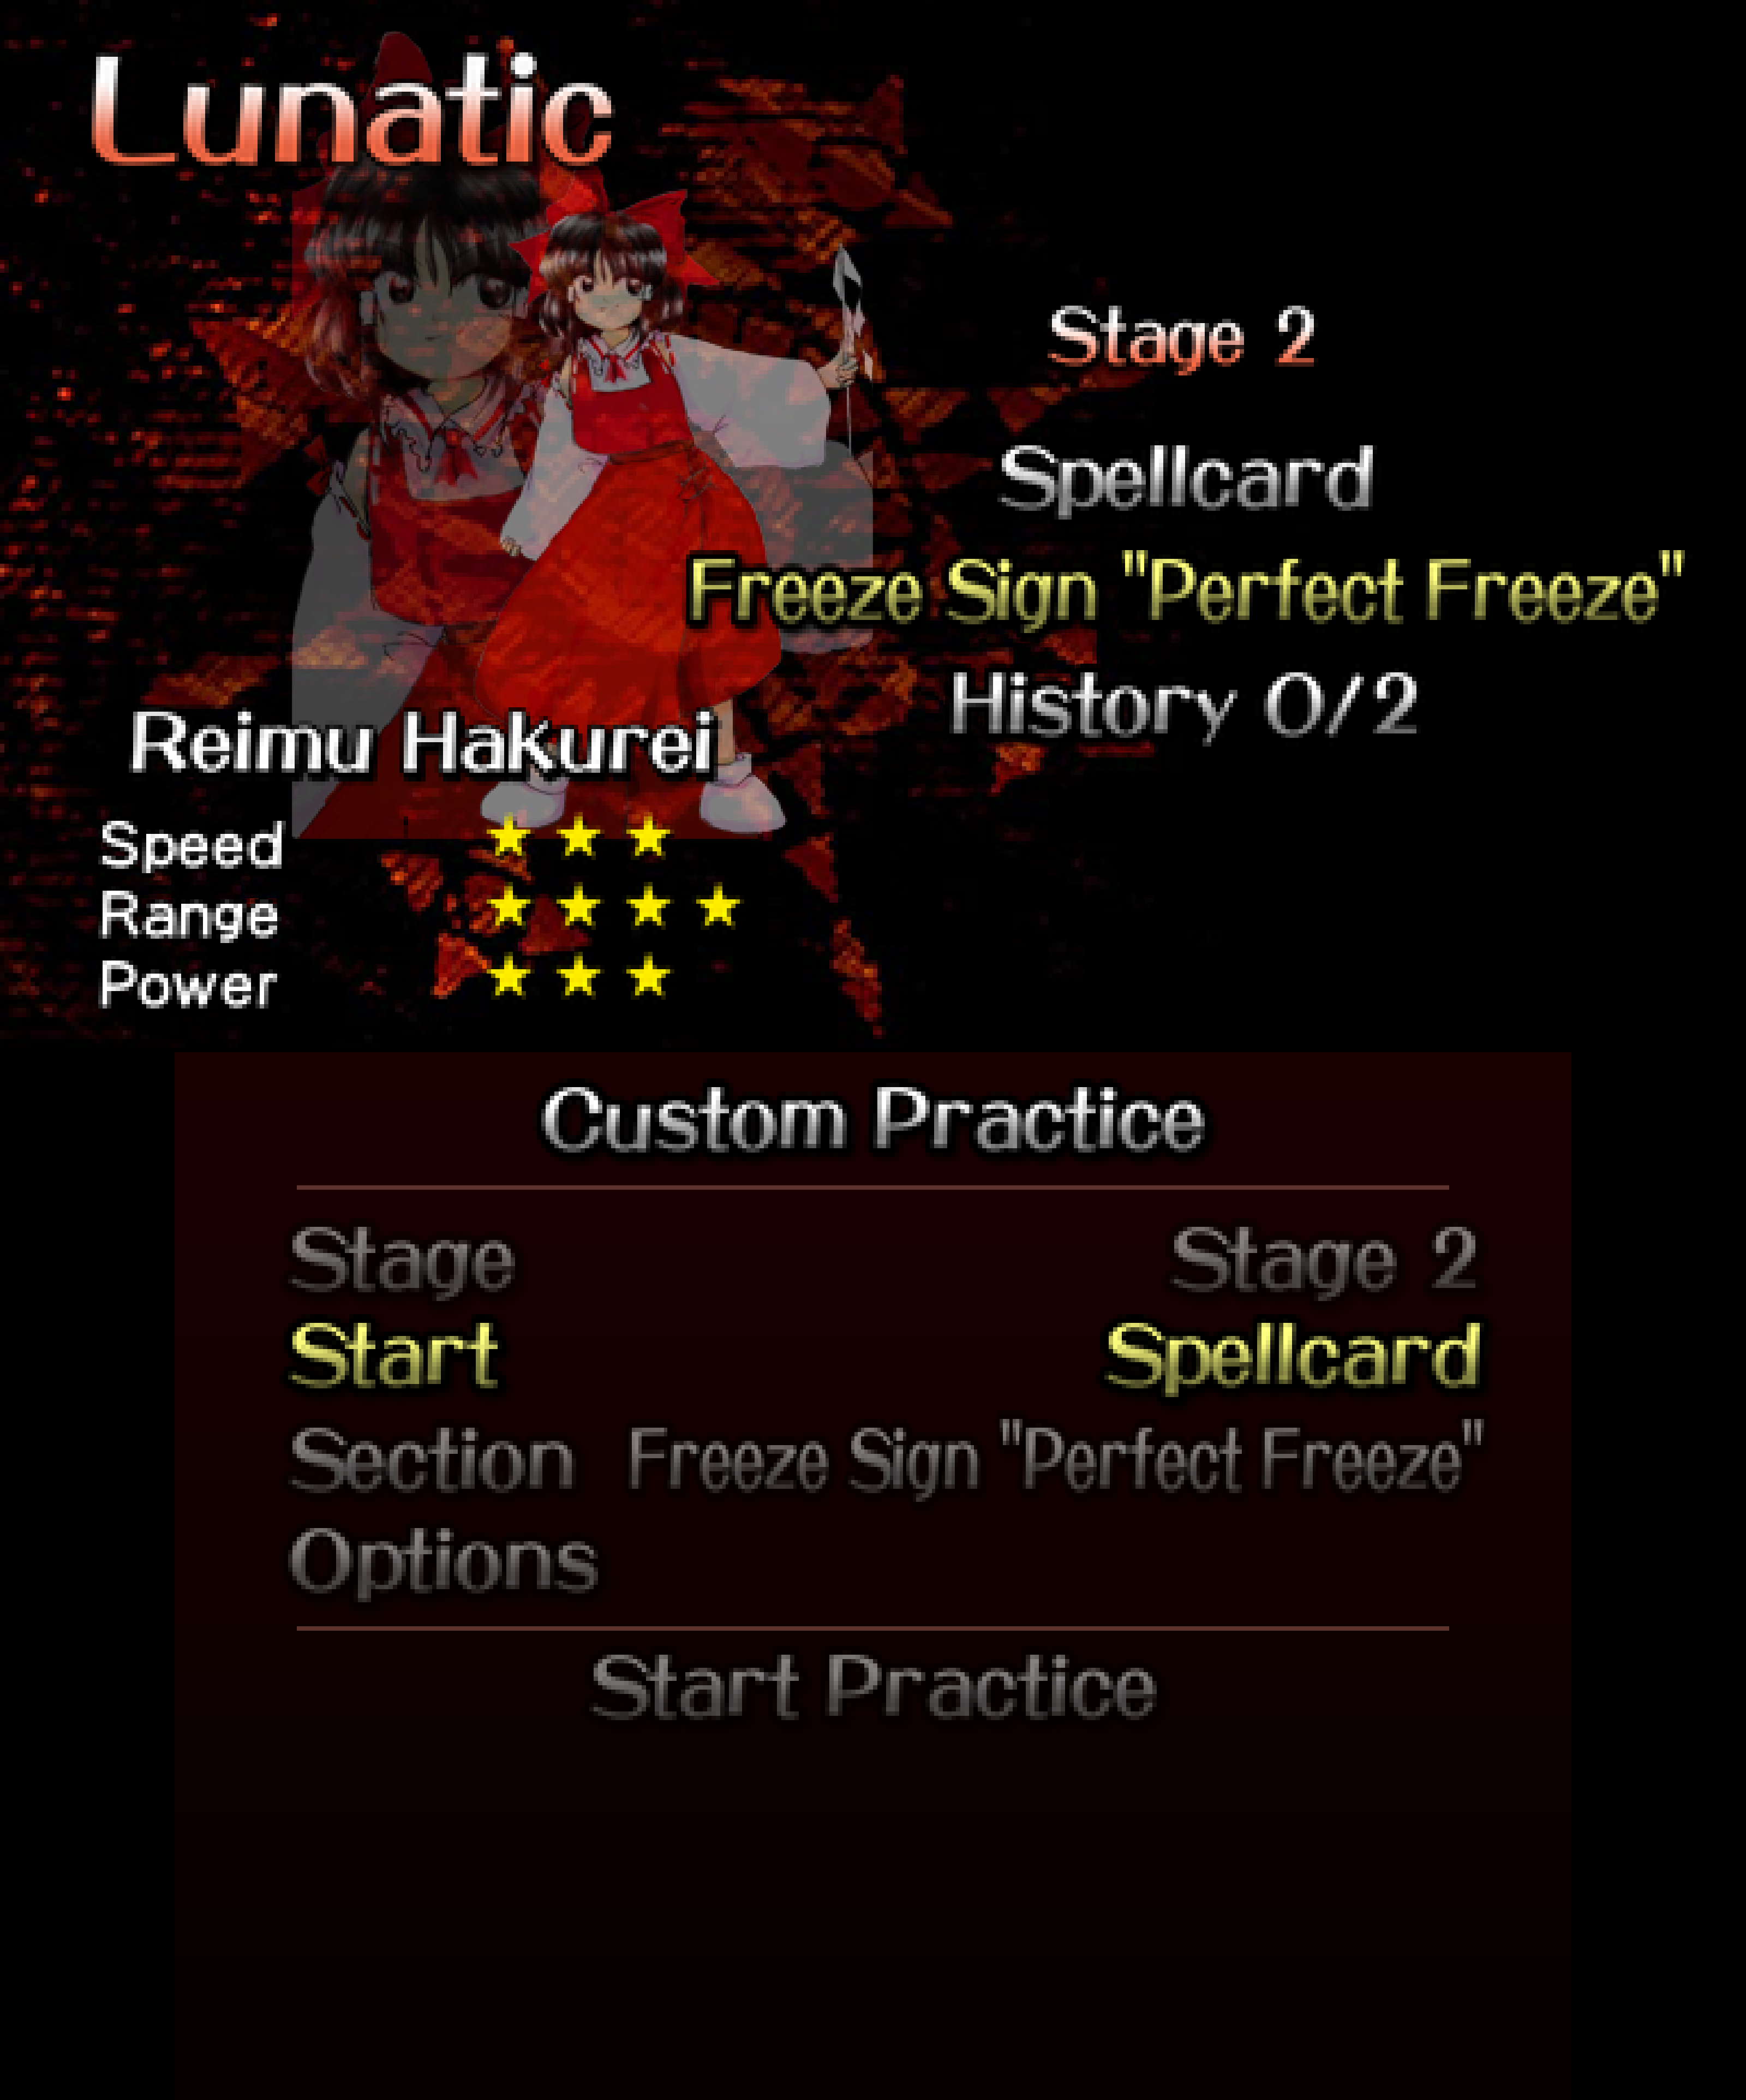 Lunatic
Stage 2
Spellcard
Freeze Sign "Perfect Freeze"
History 0/2
Reimu Hakurei
Speed ★ ★ ★
Range ★ ★ ★ ★
Power ★ ★ ★
Custom Practice
Stage Stage 2
Start Spellcard
Section Freeze Sign "Perfect Freeze"
Options
Start Practice